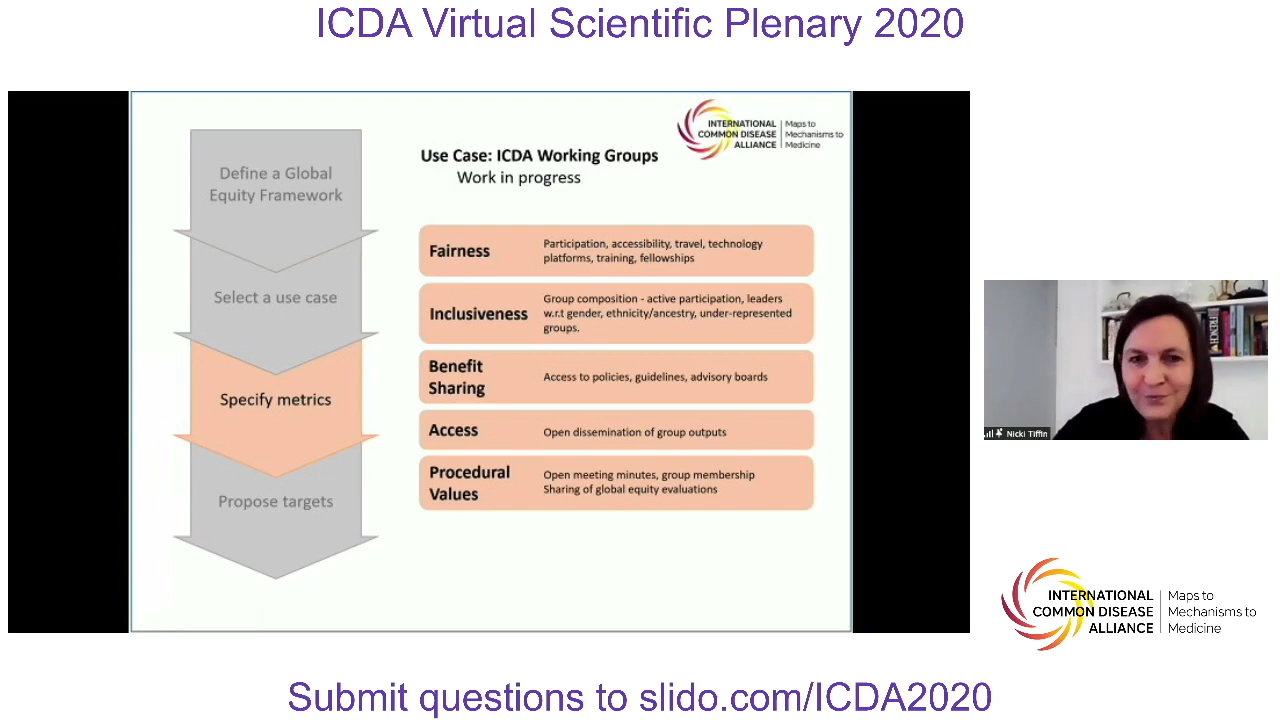 ICDA Virtual Scientific Plenary 2020
INTERNATIONAL
COMMON DISEASE
ALLIANCE
Maps to
Mechanisms to
Medicine
Define a Global
Equity Framework
Select a use case
Specify metrics
Propose targets
Use Case: ICDA Working Groups
Work in progress
Fairness
Participation, accessibility, travel, technology
platforms, training, fellowships
Inclusiveness
Group composition - active participation, leaders
w.r.t gender, ethnicity/ancestry, under-represented
groups.
Benefit
Sharing
Access to policies, guidelines, advisory boards
Access
Open dissemination of group outputs
Procedural
Values
Open meeting minutes, group membership
Sharing of global equity evaluations
FRENCH
Nicki Tiffin
INTERNATIONAL
COMMON DISEASE
ALLIANCE
Maps to
Mechanisms to
Medicine
Submit questions to slido.com/ICDA2020